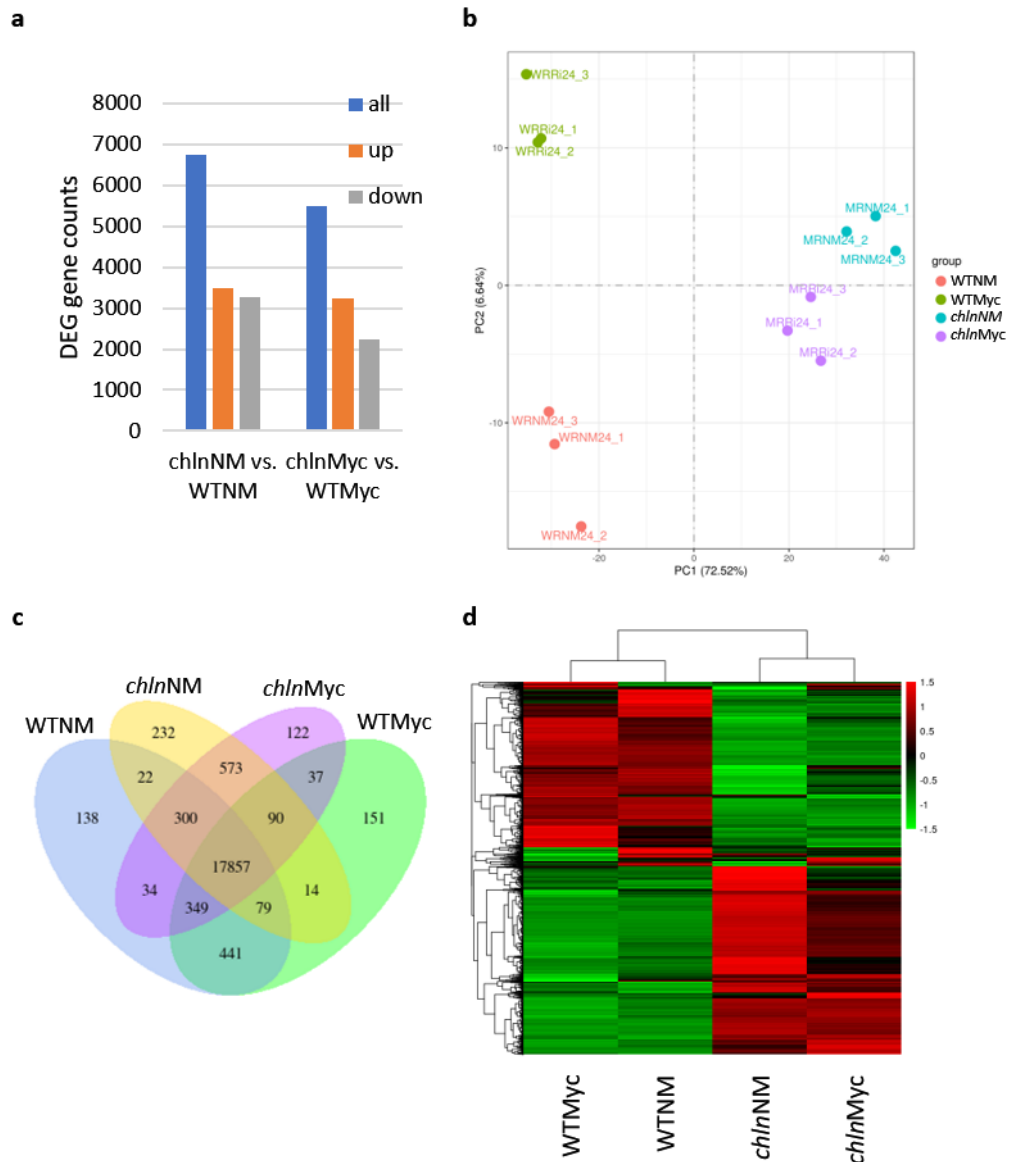 a
8000
7000
6000
5000
4000
3000
2000
1000
0
DEG gene counts
all
up
down
chlnNM vs.
WTNM
chlnMyc vs.
WTMyc
b
WRRi24_3
WRRi24_1
WRRi24_2
MRNM24_1
MRNM24_2
MRNM24_3
MRRi24_3
MRRi24_1
MRRi24_2
WRNM24_3
WRNM24_1
WRNM24_2
10
0
-10
-20
0
20
40
PC2 (6.64%)
PC1 (72.52%)
group
WTNM
WTMyc
chlnNM
chlnMyc
c
WTNM
chlnNM
chlnMyc
WTMyc
232
122
22
573
37
138
300
90
151
17857
34
349
79
14
441
d
1.5
1
0.5
0
-0.5
-1
-1.5
WTMyc
WTNM
chlnNM
chlnMyc